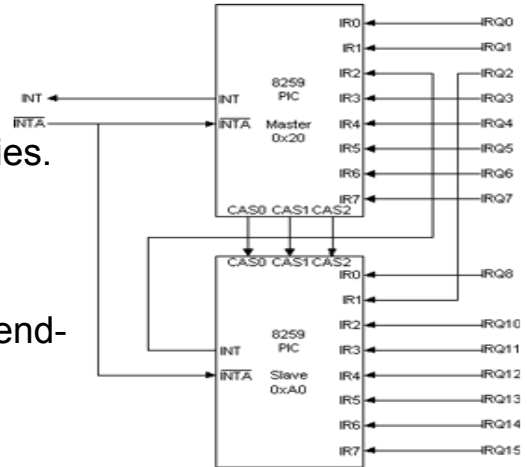 IR0 IRQ0
IR1 IRQ1
IR2 IRQ2
8259
PIC
INT INT IR3 IRQ3
INTA INTA Master IR4 IRQ4
0x20
ies.
IR5 IRQ5
IR6 IRQ6
IR7 IRQ7
CAS0 CAS1 CAS2
CAS0 CAS1 CAS2
IR0 IRQ8
IR1
end-
IR2 IRQ10
8259
PIC
INT IR3 IRQ11
INTA Slave IR4 IRQ12
0xA0
IR5 IRQ13
IR6 IRQ14
IR7 IRQ15